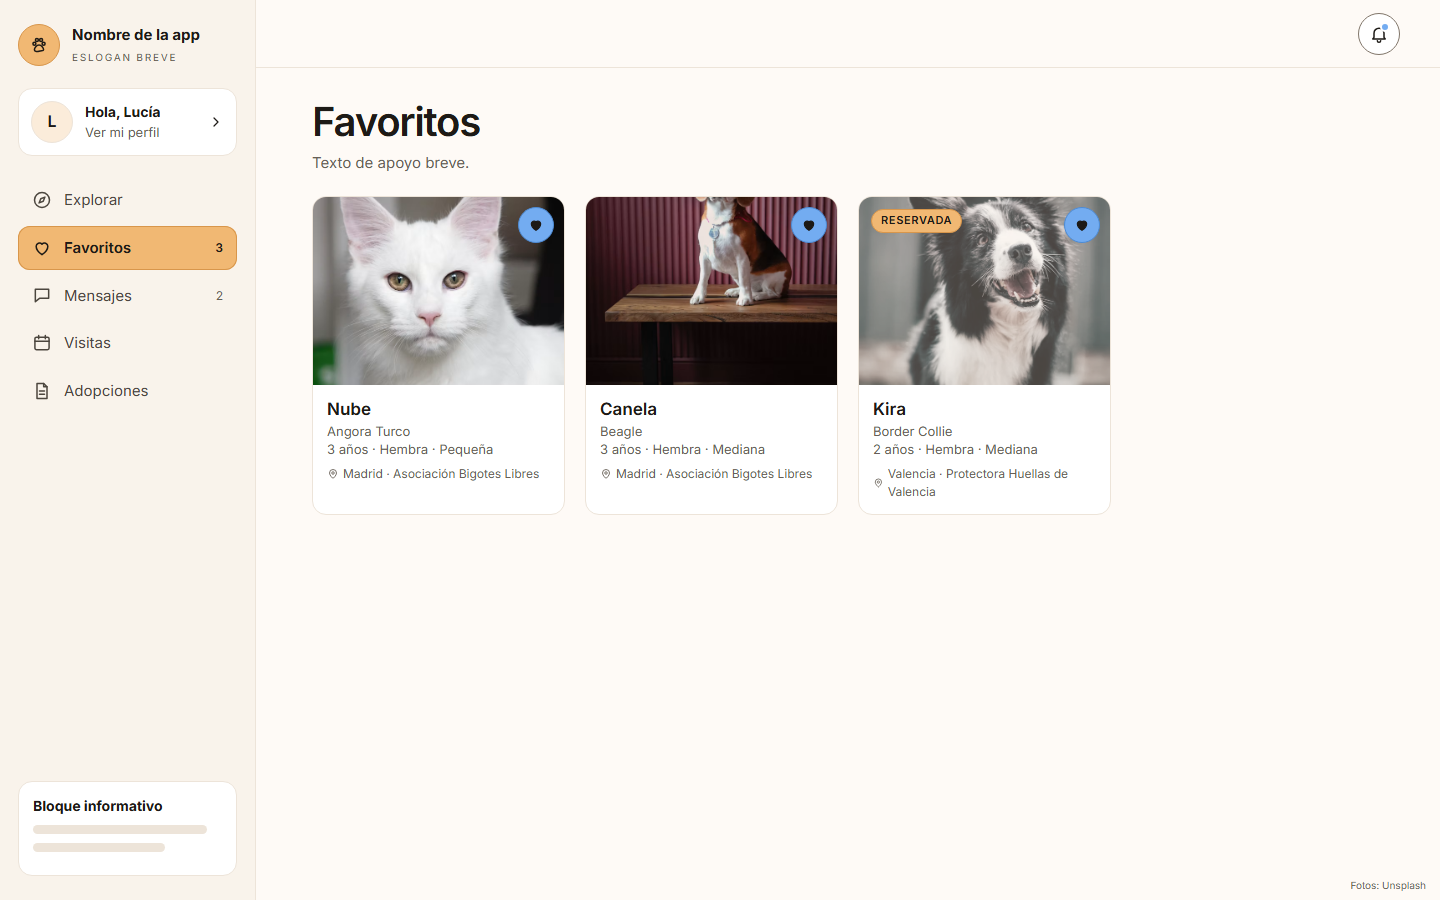 Nombre de la app
ESLOGAN BREVE
L
Hola, Lucía
Ver mi perfil
Explorar
Favoritos 3
Mensajes 2
Visitas
Adopciones
Bloque informativo
Favoritos
Texto de apoyo breve.
Nube
Angora Turco
3 años · Hembra · Pequeña
Madrid · Asociación Bigotes Libres
Canela
Beagle
3 años · Hembra · Mediana
Madrid · Asociación Bigotes Libres
RESERVADA
Kira
Border Collie
2 años · Hembra · Mediana
Valencia · Protectora Huellas de
Valencia
Fotos: Unsplash